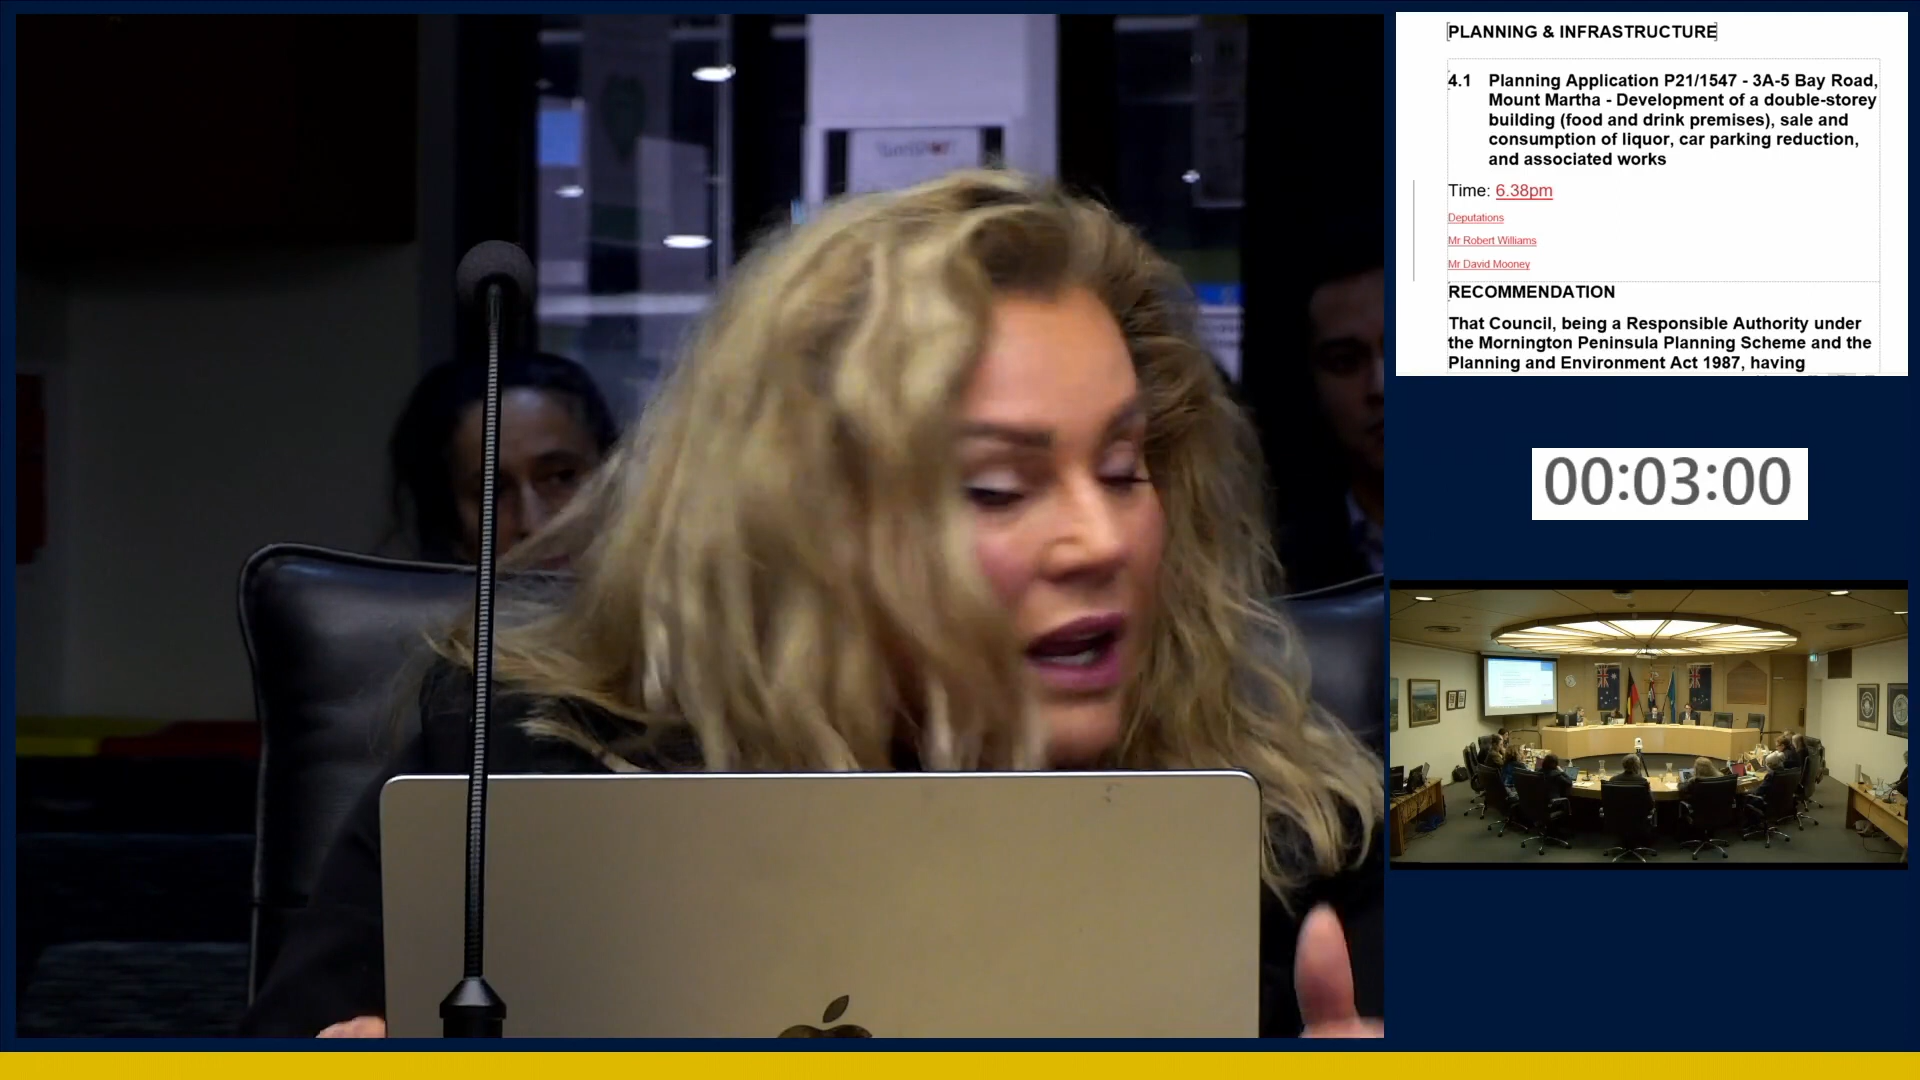 PLANNING & INFRASTRUCTURE
4.1 Planning Application P21/1547 - 3A-5 Bay Road,
Mount Martha - Development of a double-storey
building (food and drink premises), sale and
consumption of liquor, car parking reduction,
and associated works
Time: 6.38pm
Deputations
Mr Robert Williams
Mr David Mooney
RECOMMENDATION
That Council, being a Responsible Authority under
the Mornington Peninsula Planning Scheme and the
Planning and Environment Act 1987, having
00:03:00